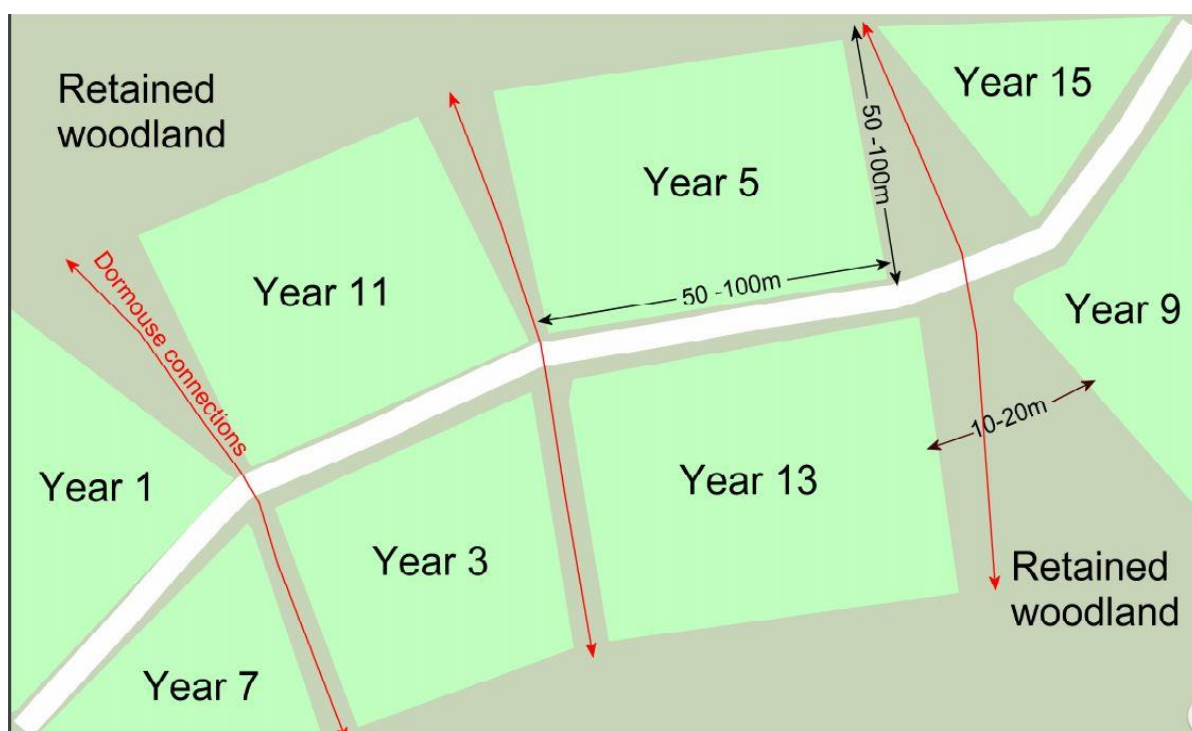 Retained
woodland
Year 15
Year 5
50 -100m
Dormouse connections
Year 11
50 -100m
Year 9
10-20m
Year 1
Year 13
Year 3
Retained
woodland
Year 7